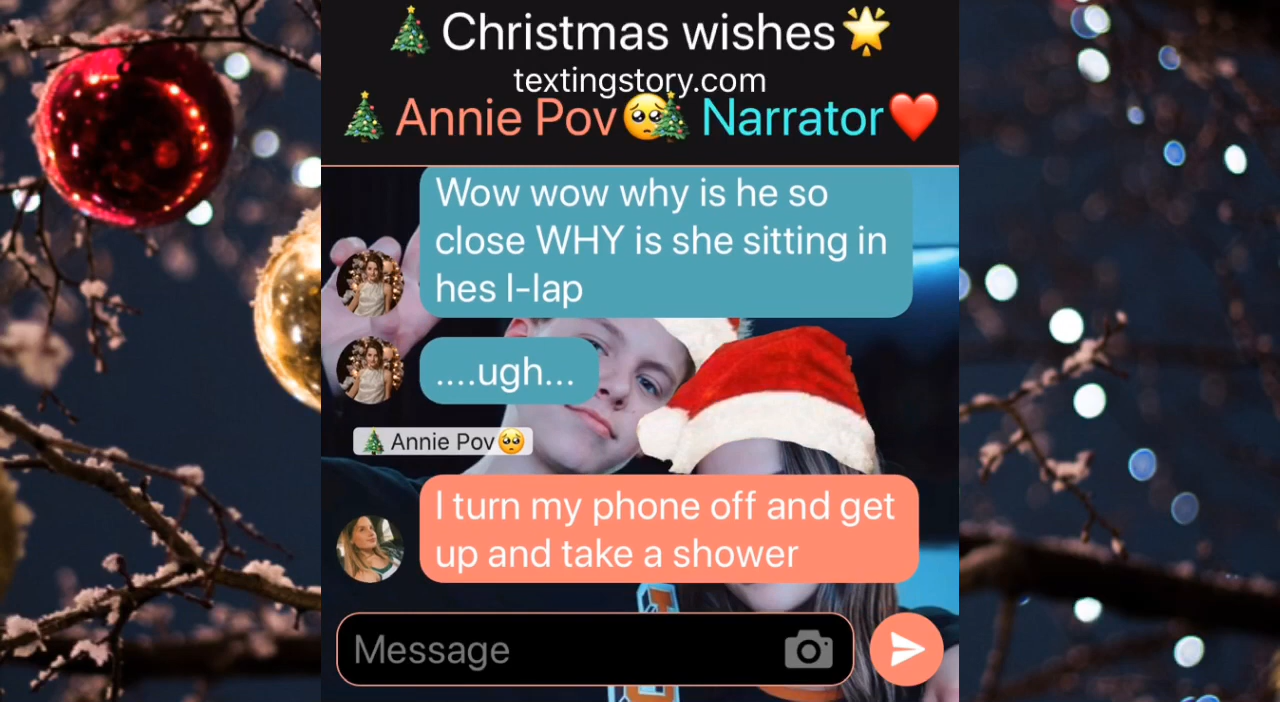 🎄Christmas wishes🌟
textingstory.com
🎄Annie Pov🥺🎄Narrator❤️
Wow wow why is he so
close WHY is she sitting in
hes l-lap
....ugh...
🎄Annie Pov🥺
I turn my phone off and get
up and take a shower
Message